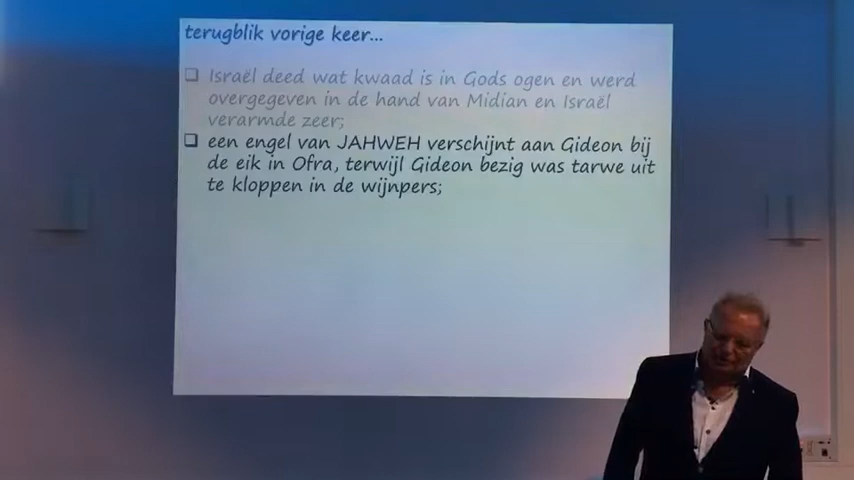 terugblik vorige keer...
❑ Israël deed wat kwaad is in Gods ogen en werd
overgegeven in de hand van Midian en Israël
verarmde zeer;
❑ een engel van JAHWEH verschijnt aan Gideon bij
de eik in Ofra, terwijl Gideon bezig was tarwe uit
te kloppen in de wijnpers;